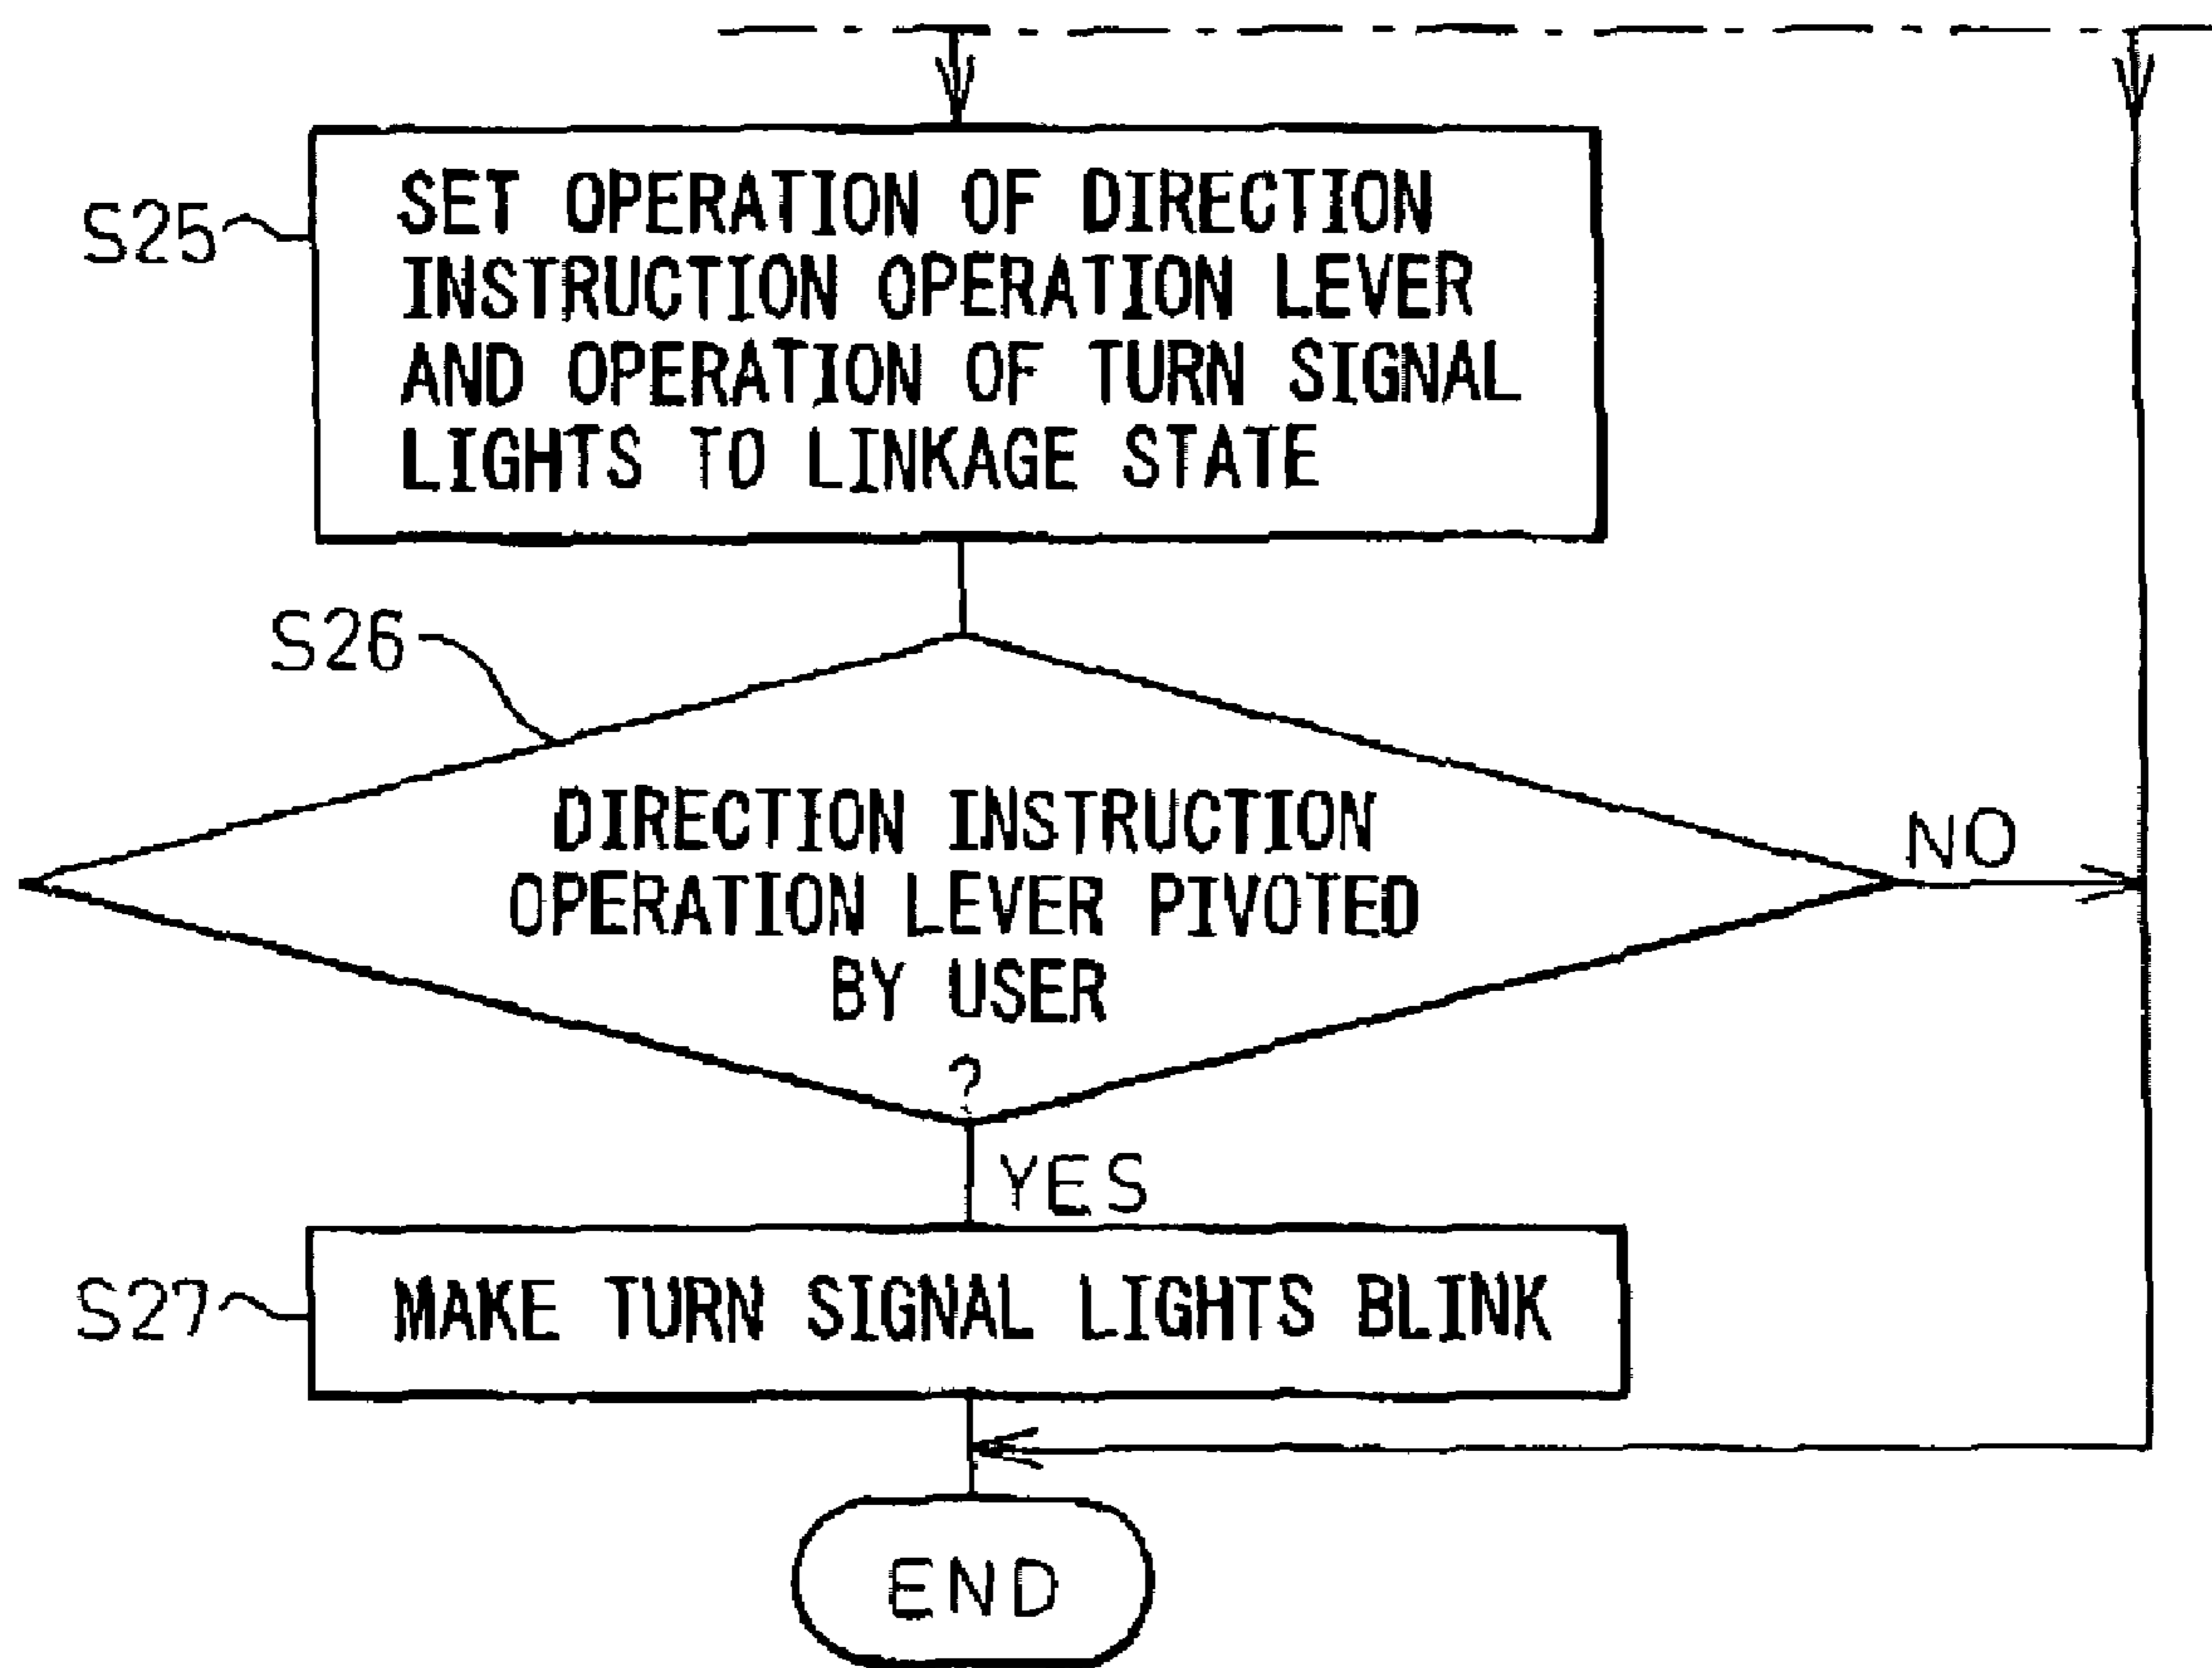 S25
SET OPERATION OF DIRECTION
INSTRUCTION OPERATION LEVER
AND OPERATION OF TURN SIGNAL
LIGHTS TO LINKAGE STATE
S26
DIRECTION INSTRUCTION
OPERATION LEVER PIVOTED
BY USER
?
NO
YES
S27
MAKE TURN SIGNAL LIGHTS BLINK
END